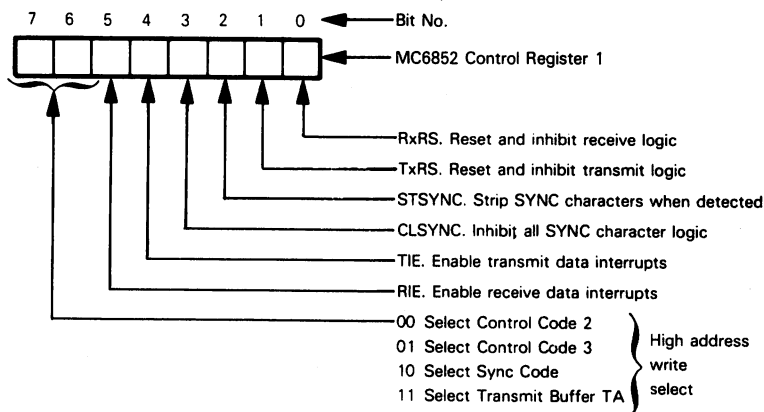 7 6 5 4 3 2 1 0 Bit No.
MC6852 Control Register 1
RxRS. Reset and inhibit receive logic
TxRS. Reset and inhibit transmit logic
STSYNC. Strip SYNC characters when detected
CLSYNC. Inhibit all SYNC character logic
TIE. Enable transmit data interrupts
RIE. Enable receive data interrupts
00 Select Control Code 2
01 Select Control Code 3
10 Select Sync Code
11 Select Transmit Buffer TA
High address
write
select